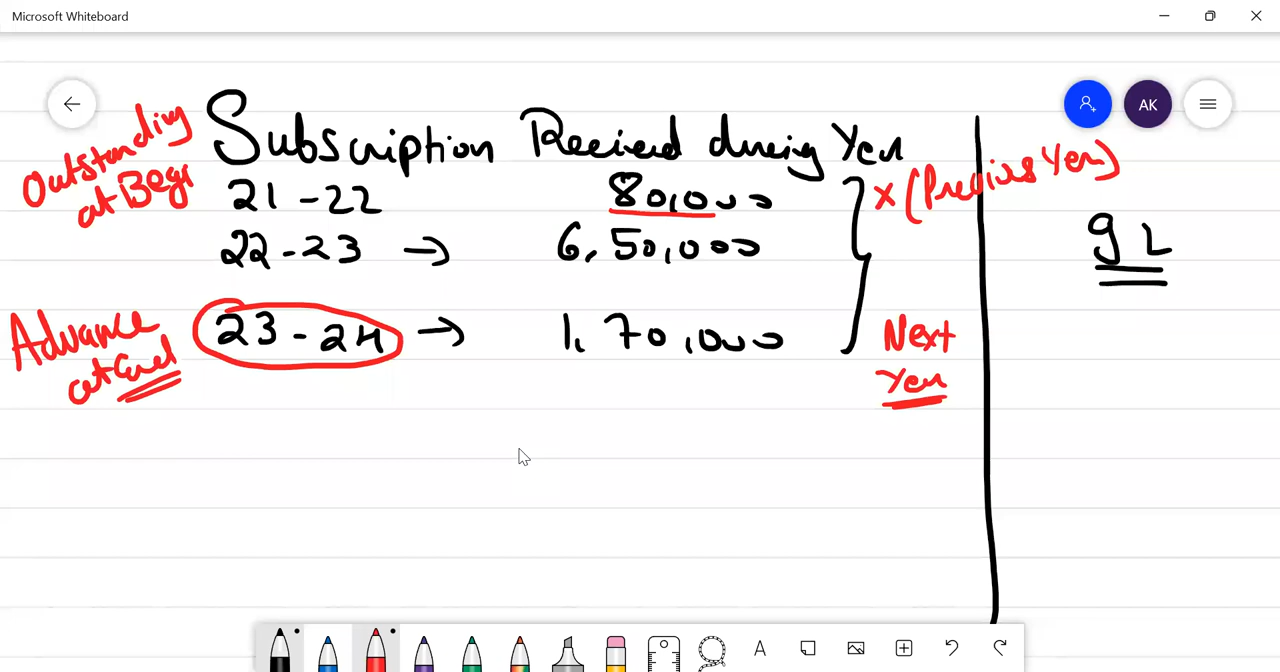 Microsoft Whiteboard
AK
Subscription Received during Year
Outstanding at Beg
21-22 80,000 x (Previous Year)
22-23 → 6,50,000
9 L
Advance at End
23-24 → 1,70,000
Next Year
A